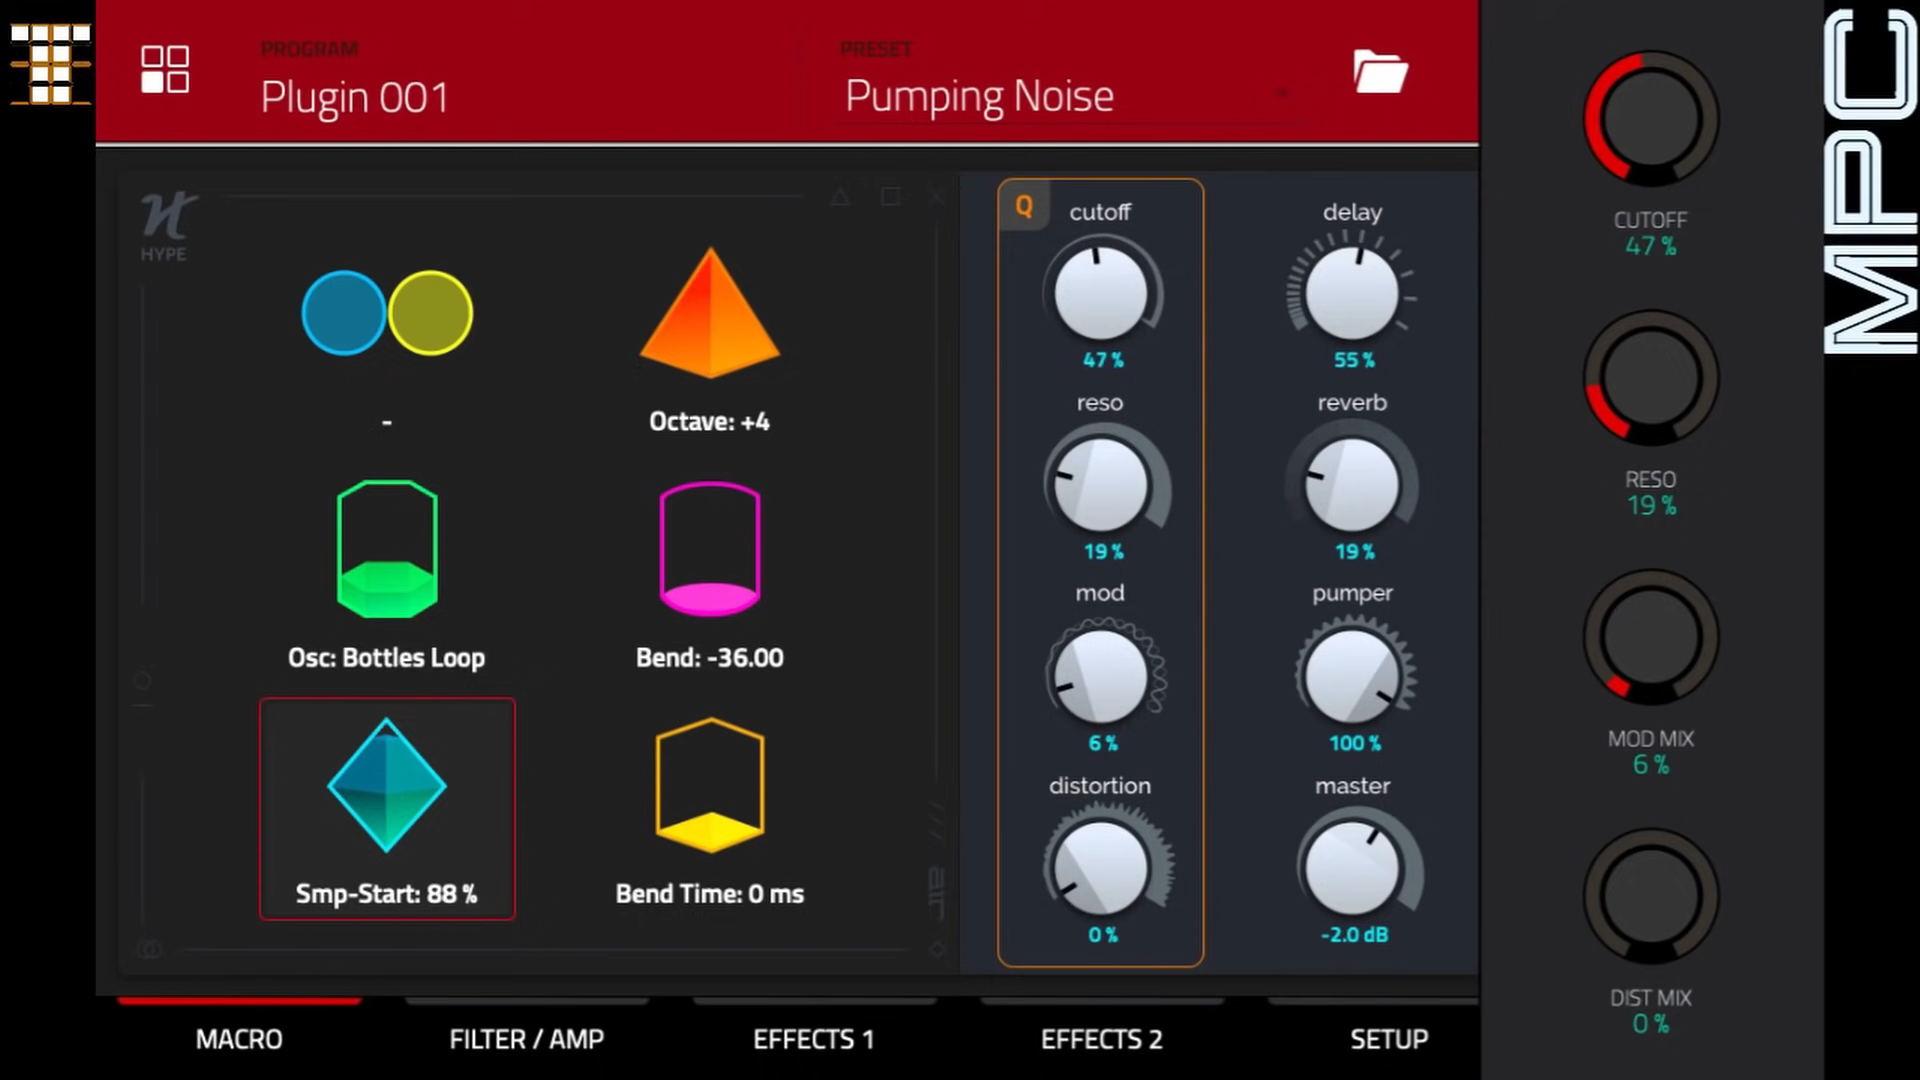 PROGRAM
Plugin 001
PRESET
Pumping Noise
MPC
HYPE
-
Octave: +4
Osc: Bottles Loop
Bend: -36.00
Smp-Start: 88 %
Bend Time: 0 ms
air
Q
cutoff
47 %
delay
55 %
reso
19 %
reverb
19 %
mod
6 %
pumper
100 %
distortion
0 %
master
-2.0 dB
CUTOFF
47 %
RESO
19 %
MOD MIX
6 %
DIST MIX
0 %
MACRO
FILTER / AMP
EFFECTS 1
EFFECTS 2
SETUP